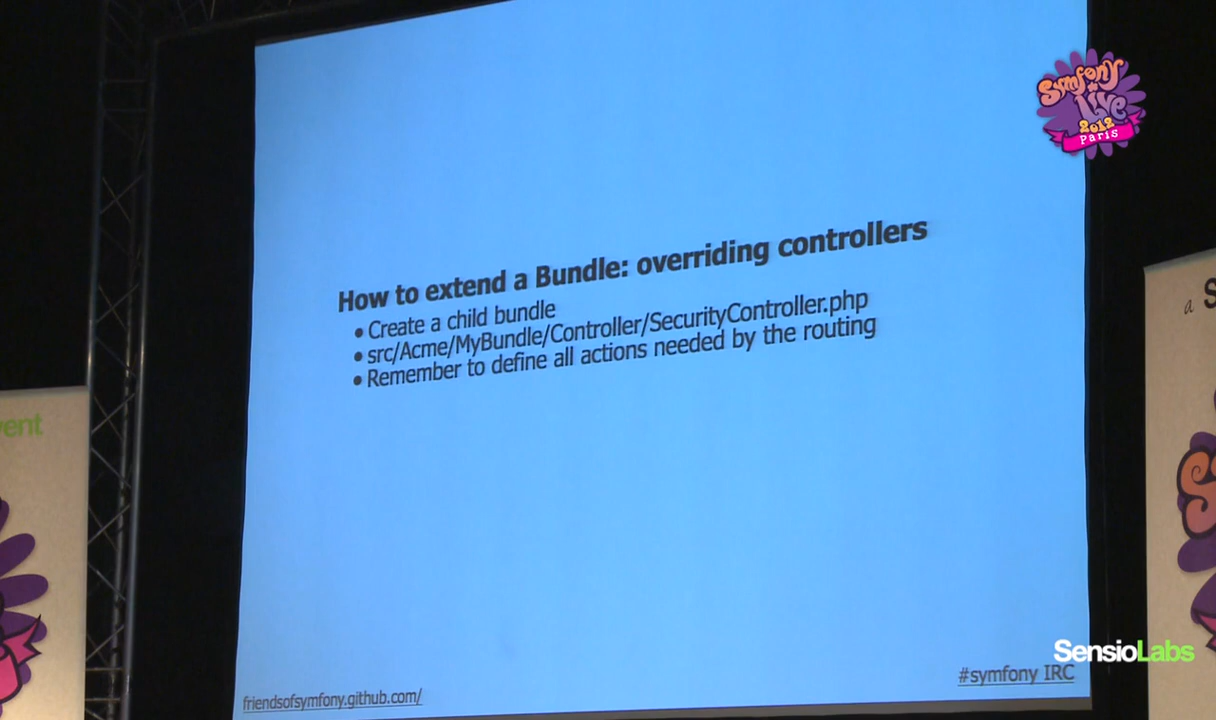 Symfony
Live
2012
Paris
How to extend a Bundle: overriding controllers
• Create a child bundle
• src/Acme/MyBundle/Controller/SecurityController.php
• Remember to define all actions needed by the routing
a S
vent
SensioLabs
#symfony IRC
friendsofsymfony.github.com/